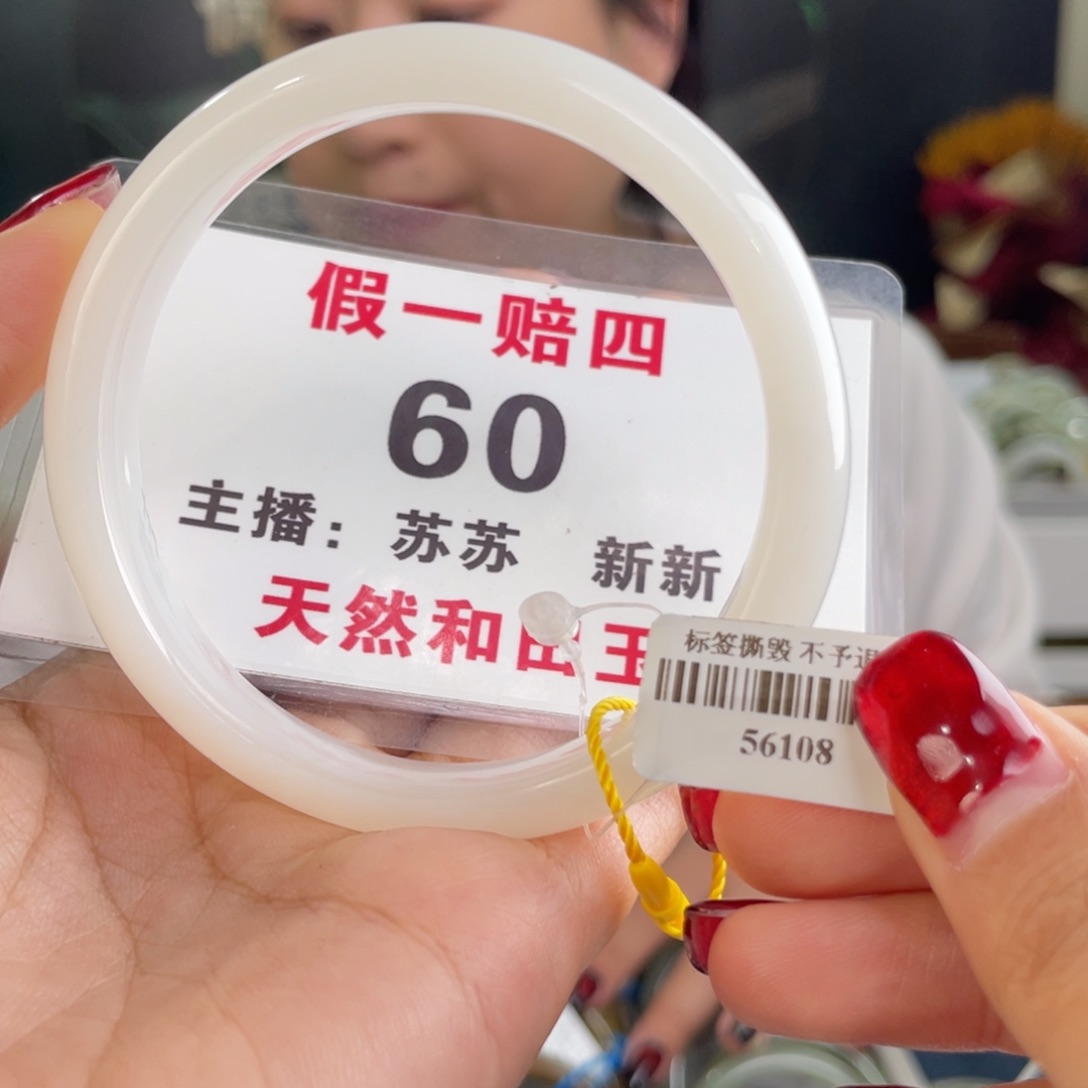 假一赔四
60
主播：苏苏 新新
天然和田玉
标签撕毁 不予退
56108